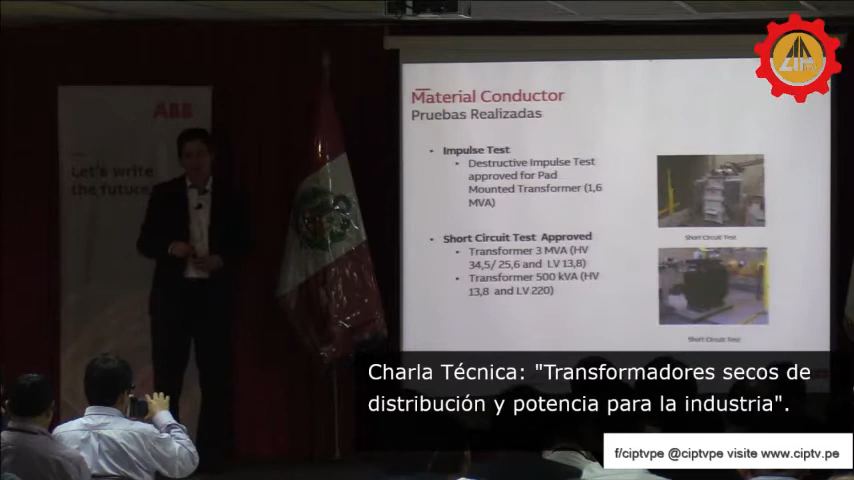 ABB
Let's write
the future.
Material Conductor
Pruebas Realizadas
• Impulse Test
• Destructive Impulse Test
approved for Pad
Mounted Transformer (1,6
MVA)
• Short Circuit Test Approved
• Transformer 3 MVA (HV
34,5/ 25,6 and LV 13,8)
• Transformer 500 kVA (HV
13,8 and LV 220)
Short Circuit Test
Short Circuit Test
Charla Técnica: "Transformadores secos de
distribución y potencia para la industria".
f/ciptvpe @ciptvpe visite www.ciptv.pe